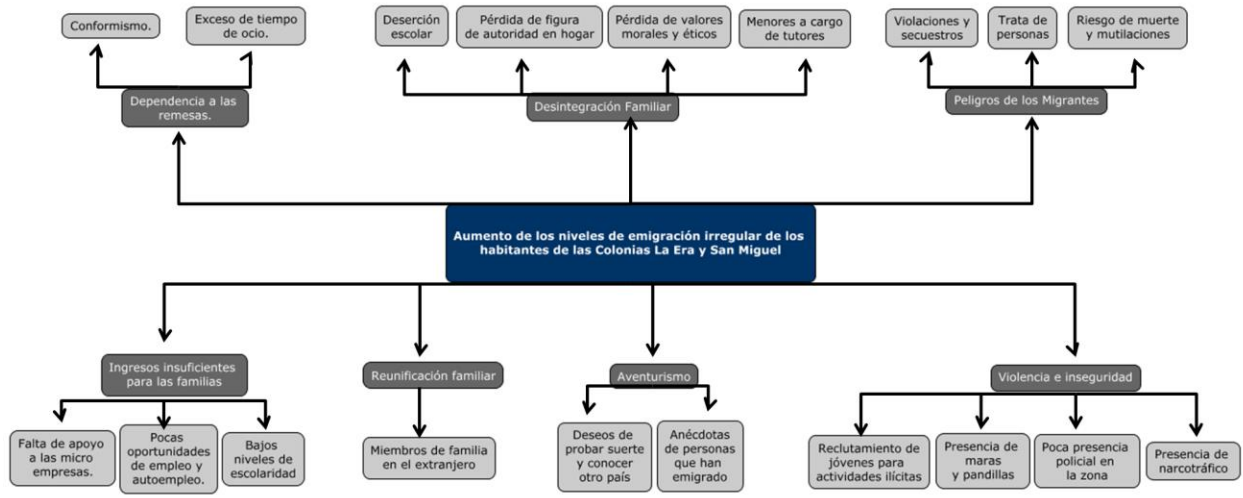 Conformismo.
Exceso de tiempo
de ocio.
Deserción
escolar
Pérdida de figura
de autoridad en hogar
Pérdida de valores
morales y éticos
Menores a cargo
de tutores
Violaciones y
secuestros
Trata de
personas
Riesgo de muerte
y mutilaciones
Dependencia a las
remesas.
Desintegración Familiar
Peligros de los Migrantes
Aumento de los niveles de emigración irregular de los
habitantes de las Colonias La Era y San Miguel
Ingresos insuficientes
para las familias
Reunificación familiar
Aventurismo
Violencia e inseguridad
Falta de apoyo
a las micro
empresas.
Pocas
oportunidades
de empleo y
autoempleo.
Bajos
niveles de
escolaridad
Miembros de familia
en el extranjero
Deseos de
probar suerte
y conocer
otro país
Anécdotas
de personas
que han
emigrado
Reclutamiento de
jóvenes para
actividades ilícitas
Presencia de
maras
y pandillas
Poca presencia
policial en
la zona
Presencia de
narcotráfico